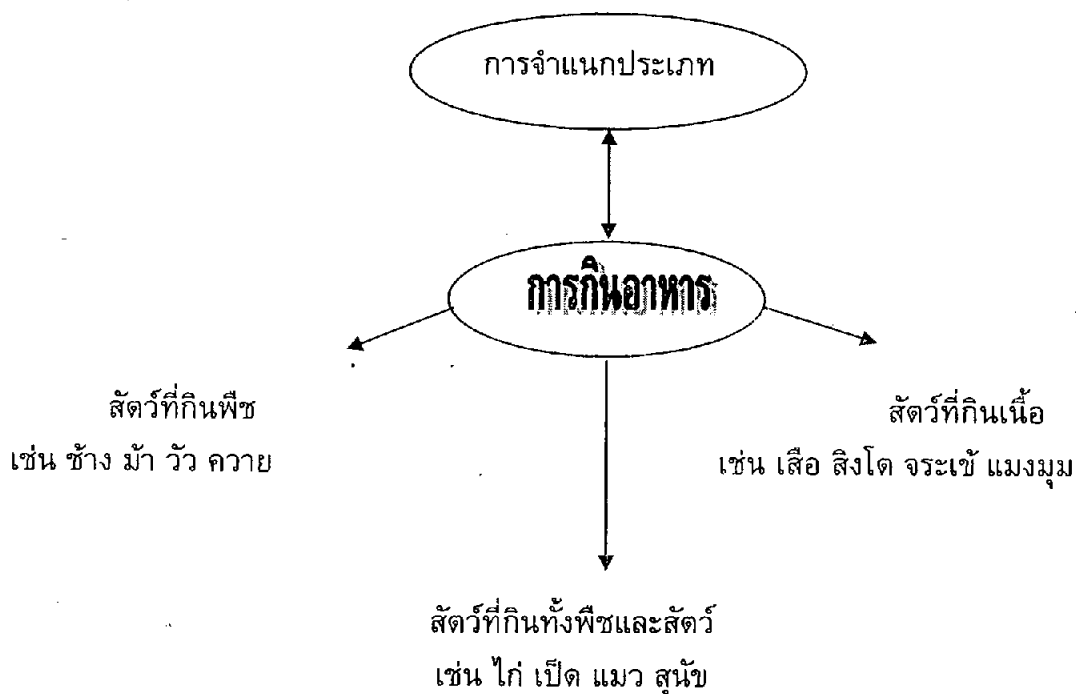 การจำแนกประเภท
การกินอาหาร
สัตว์ที่กินพืช
เช่น ช้าง ม้า วัว ควาย
สัตว์ที่กินเนื้อ
เช่น เสือ สิงโต จระเข้ แมงมุม
สัตว์ที่กินทั้งพืชและสัตว์
เช่น ไก่ เป็ด แมว สุนัข